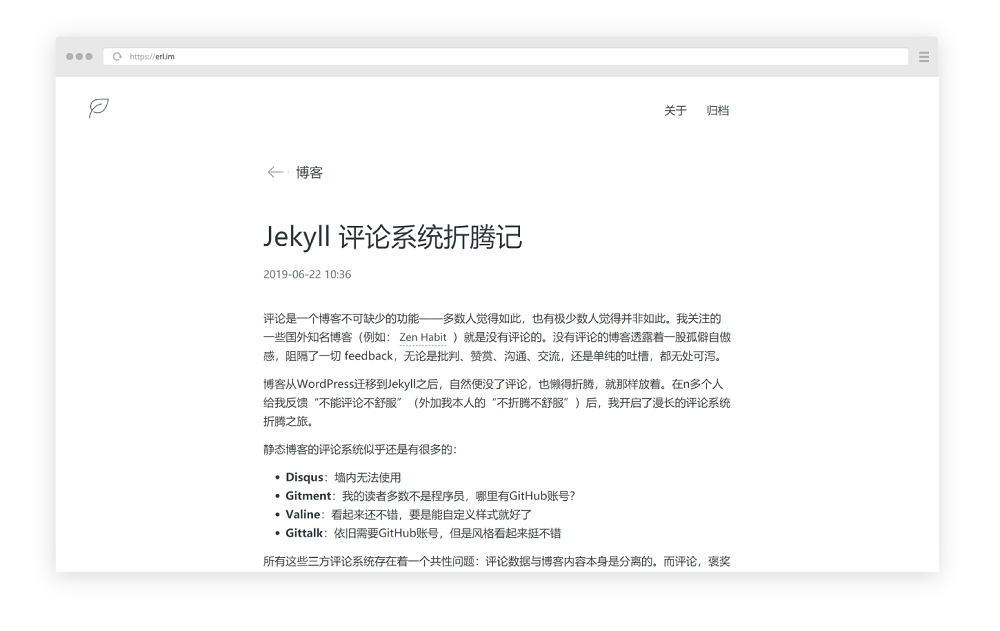 https://erl.im
关于 归档
博客
Jekyll 评论系统折腾记
2019-06-22 10:36
评论是一个博客不可缺少的功能——多数人觉得如此，也有极少数人觉得并非如此。我关注的
一些国外知名博客（例如： Zen Habit ）就是没有评论的。没有评论的博客透露着一股孤僻自傲
感，阻隔了一切 feedback，无论是批判、赞赏、沟通、交流，还是单纯的吐槽，都无处可泻。
博客从WordPress迁移到Jekyll之后，自然便没了评论，也懒得折腾，就那样放着。在n多个人
给我反馈“不能评论不舒服”（外加我本人的“不折腾不舒服”）后，我开启了漫长的评论系统
折腾之旅。
静态博客的评论系统似乎还是有很多的：
• Disqus：墙内无法使用
• Gitment：我的读者多数不是程序员，哪里有GitHub账号？
• Valine：看起来还不错，要是能自定义样式就好了
• Gittalk：依旧需要GitHub账号，但是风格看起来挺不错
所有这些三方评论系统存在着一个共性问题：评论数据与博客内容本身是分离的。而评论，褒奖